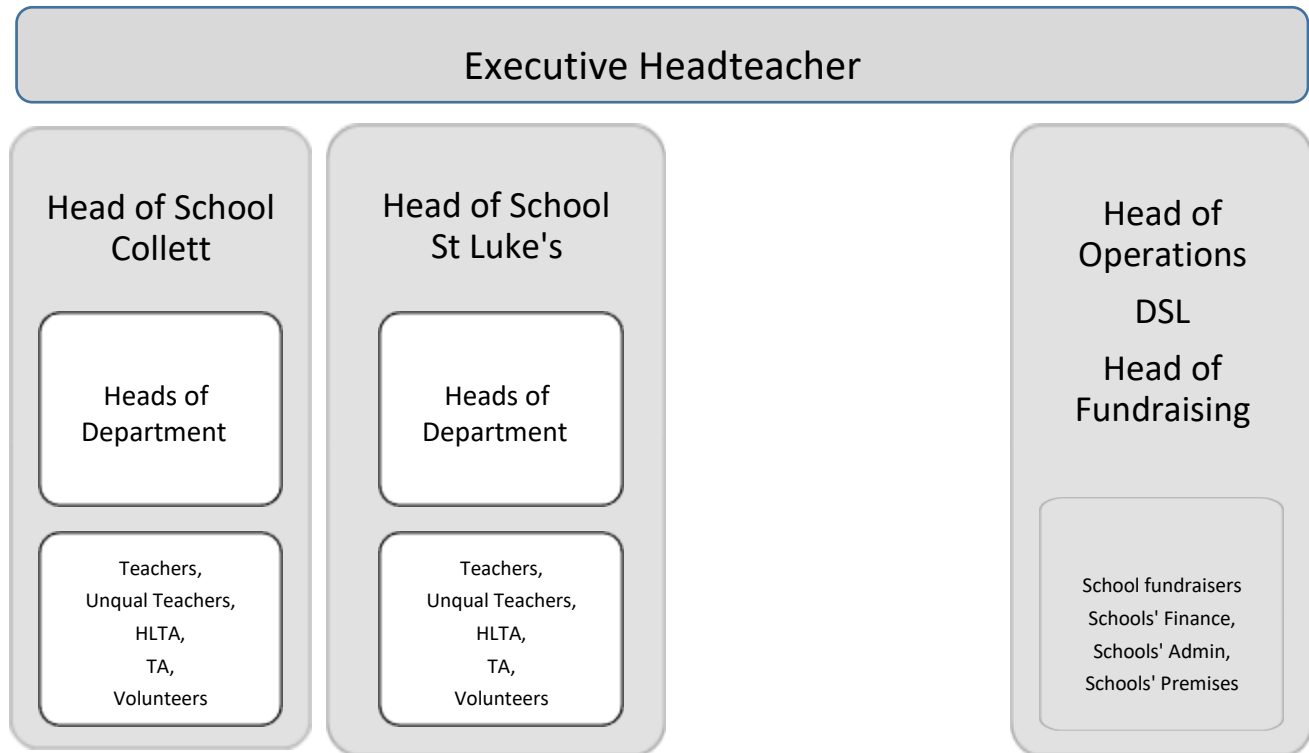 Executive Headteacher
Head of School
Collett
Heads of
Department
Teachers,
Unqual Teachers,
HLTA,
TA,
Volunteers
Head of School
St Luke's
Heads of
Department
Teachers,
Unqual Teachers,
HLTA,
TA,
Volunteers
Head of
Operations
DSL
Head of
Fundraising
School fundraisers
Schools' Finance,
Schools' Admin,
Schools' Premises